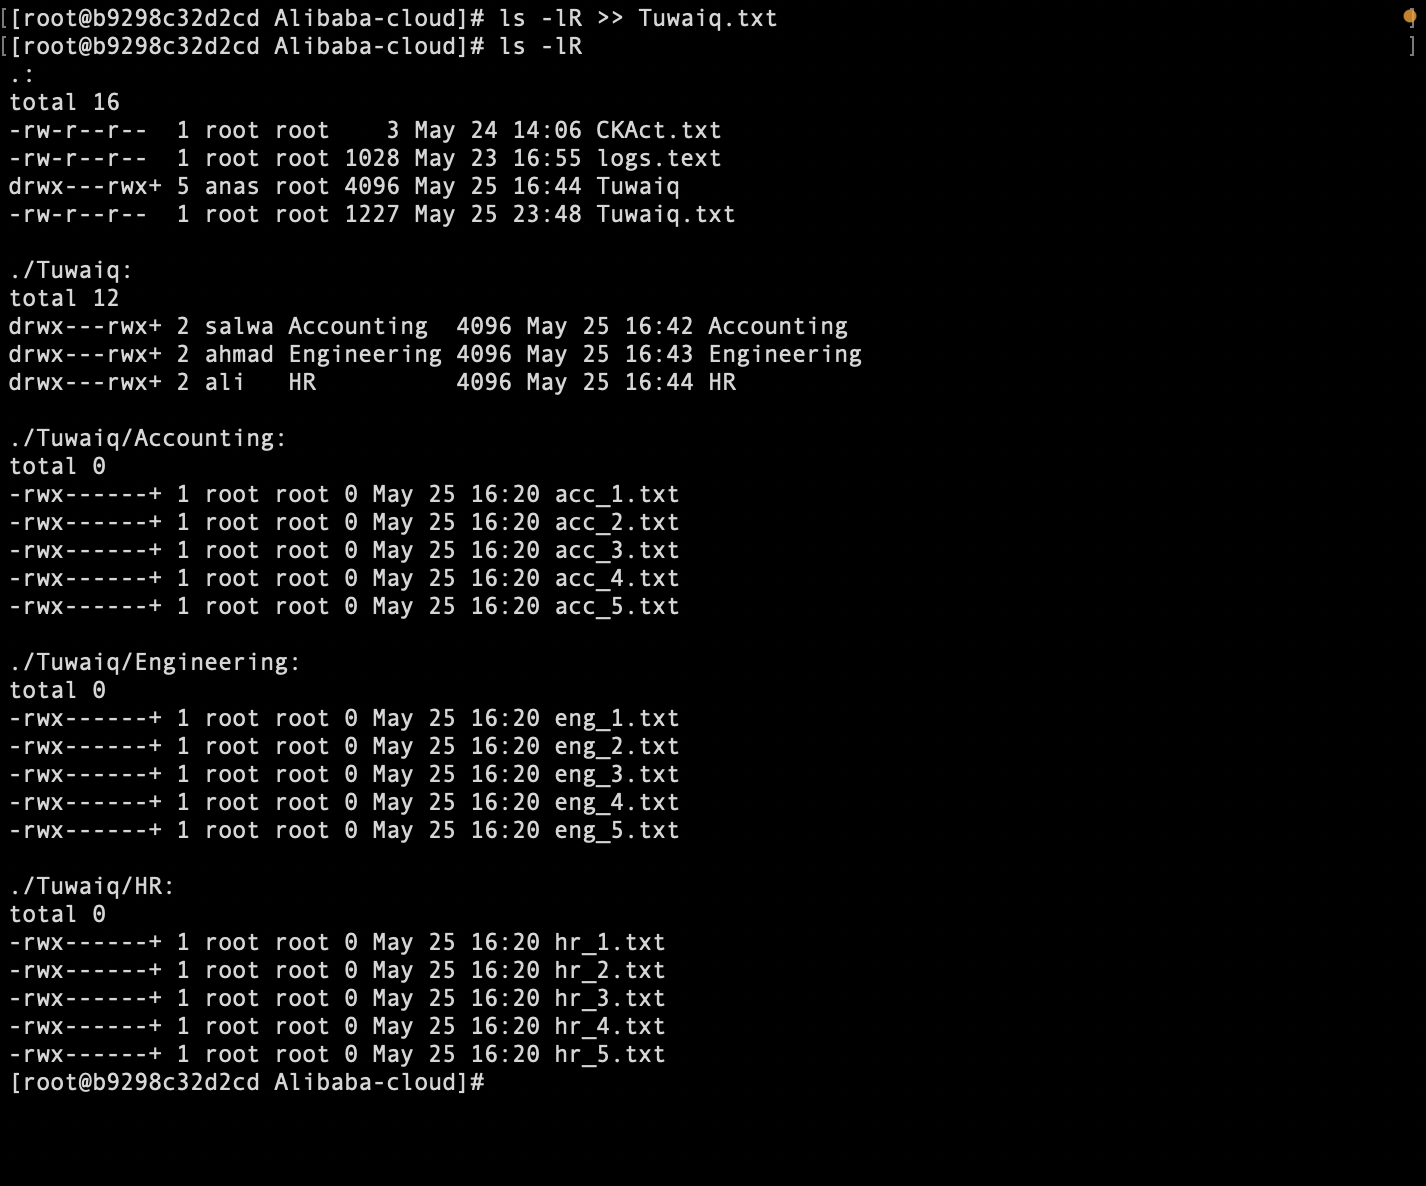 [[root@b9298c32d2cd Alibaba-cloud]# ls -lR >> Tuwaiq.txt ]
[[root@b9298c32d2cd Alibaba-cloud]# ls -lR ]
.:
total 16
-rw-r--r--  1 root root    3 May 24 14:06 CKAct.txt
-rw-r--r--  1 root root 1028 May 23 16:55 logs.text
drwx---rwx+ 5 anas root 4096 May 25 16:44 Tuwaiq
-rw-r--r--  1 root root 1227 May 25 23:48 Tuwaiq.txt

./Tuwaiq:
total 12
drwx---rwx+ 2 salwa Accounting  4096 May 25 16:42 Accounting
drwx---rwx+ 2 ahmad Engineering 4096 May 25 16:43 Engineering
drwx---rwx+ 2 ali   HR          4096 May 25 16:44 HR

./Tuwaiq/Accounting:
total 0
-rwx------+ 1 root root 0 May 25 16:20 acc_1.txt
-rwx------+ 1 root root 0 May 25 16:20 acc_2.txt
-rwx------+ 1 root root 0 May 25 16:20 acc_3.txt
-rwx------+ 1 root root 0 May 25 16:20 acc_4.txt
-rwx------+ 1 root root 0 May 25 16:20 acc_5.txt

./Tuwaiq/Engineering:
total 0
-rwx------+ 1 root root 0 May 25 16:20 eng_1.txt
-rwx------+ 1 root root 0 May 25 16:20 eng_2.txt
-rwx------+ 1 root root 0 May 25 16:20 eng_3.txt
-rwx------+ 1 root root 0 May 25 16:20 eng_4.txt
-rwx------+ 1 root root 0 May 25 16:20 eng_5.txt

./Tuwaiq/HR:
total 0
-rwx------+ 1 root root 0 May 25 16:20 hr_1.txt
-rwx------+ 1 root root 0 May 25 16:20 hr_2.txt
-rwx------+ 1 root root 0 May 25 16:20 hr_3.txt
-rwx------+ 1 root root 0 May 25 16:20 hr_4.txt
-rwx------+ 1 root root 0 May 25 16:20 hr_5.txt
[root@b9298c32d2cd Alibaba-cloud]#